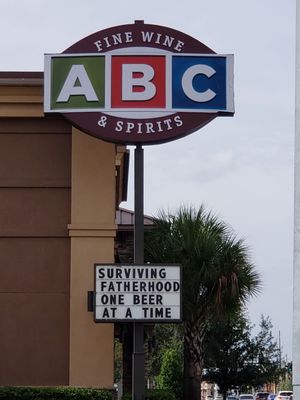 FINE WINE
ABC
& SPIRITS
SURVIVING
FATHERHOOD
ONE BEER
AT A TIME